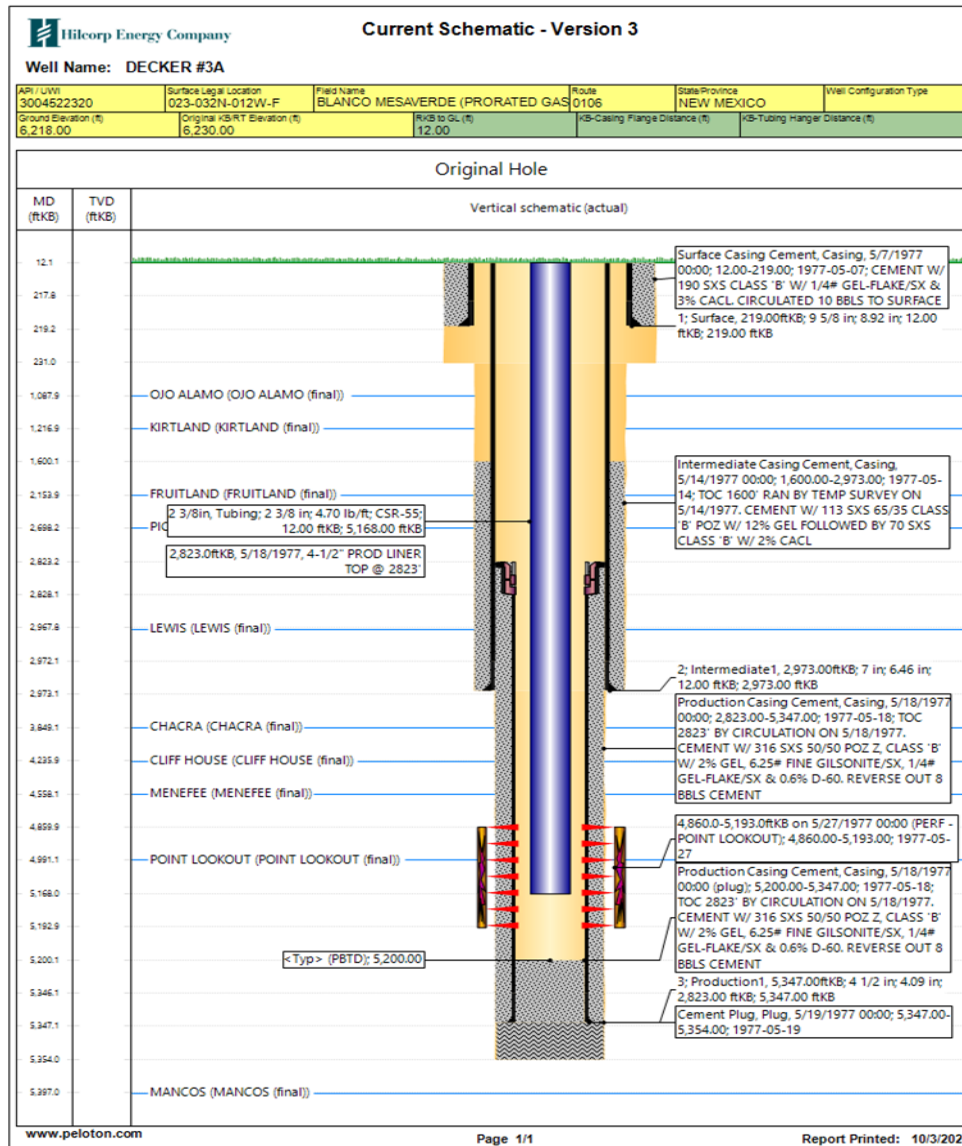 Hilcorp Energy Company
Current Schematic - Version 3
Well Name: DECKER #3A
API / UWI
3004522320
Surface Legal Location
023-032N-012W-F
Field Name
BLANCO MESAVERDE (PRORATED GAS
Route
0106
State/Province
NEW MEXICO
Well Configuration Type
Ground Elevation (ft)
6,218.00
Original KB/RT Elevation (ft)
6,230.00
RKB to GL (ft)
12.00
KB-Casing Flange Distance (ft)
KB-Tubing Hanger Distance (ft)
Original Hole
MD
(ftKB)
TVD
(ftKB)
Vertical schematic (actual)
12.1
217.8
219.2
231.0
1,087.9
1,216.9
1,600.1
2,153.9
2,698.2
2,823.2
2,828.1
2,967.8
2,972.1
2,973.1
3,649.1
4,235.9
4,558.1
4,859.9
4,991.1
5,168.0
5,192.9
5,200.1
5,346.1
5,347.1
5,354.0
5,397.0
OJO ALAMO (OJO ALAMO (final))
KIRTLAND (KIRTLAND (final))
FRUITLAND (FRUITLAND (final))
2 3/8in, Tubing; 2 3/8 in; 4.70 lb/ft; CSR-55;
12.00 ftKB; 5,168.00 ftKB
2,823.0ftKB, 5/18/1977, 4-1/2" PROD LINER
TOP @ 2823'
LEWIS (LEWIS (final))
CHACRA (CHACRA (final))
CLIFF HOUSE (CLIFF HOUSE (final))
MENEFEE (MENEFEE (final))
POINT LOOKOUT (POINT LOOKOUT (final))
<Typ> (PBTD); 5,200.00
MANCOS (MANCOS (final))
Surface Casing Cement, Casing, 5/7/1977
00:00; 12.00-219.00; 1977-05-07; CEMENT W/
190 SXS CLASS 'B' W/ 1/4# GEL-FLAKE/SX &
3% CACL. CIRCULATED 10 BBLS TO SURFACE
1; Surface, 219.00ftKB; 9 5/8 in; 8.92 in; 12.00
ftKB; 219.00 ftKB
Intermediate Casing Cement, Casing,
5/14/1977 00:00; 1,600.00-2,973.00; 1977-05-
14; TOC 1600' RAN BY TEMP SURVEY ON
5/14/1977. CEMENT W/ 113 SXS 65/35 CLASS
'B' POZ W/ 12% GEL FOLLOWED BY 70 SXS
CLASS 'B' W/ 2% CACL
2; Intermediate1, 2,973.00ftKB; 7 in; 6.46 in;
12.00 ftKB; 2,973.00 ftKB
Production Casing Cement, Casing, 5/18/1977
00:00; 2,823.00-5,347.00; 1977-05-18; TOC
2823' BY CIRCULATION ON 5/18/1977.
CEMENT W/ 316 SXS 50/50 POZ Z, CLASS 'B'
W/ 2% GEL, 6.25# FINE GILSONITE/SX, 1/4#
GEL-FLAKE/SX & 0.6% D-60. REVERSE OUT 8
BBLS CEMENT
4,860.0-5,193.0ftKB on 5/27/1977 00:00 (PERF -
POINT LOOKOUT); 4,860.00-5,193.00; 1977-05-
27
Production Casing Cement, Casing, 5/18/1977
00:00 (plug); 5,200.00-5,347.00; 1977-05-18;
TOC 2823' BY CIRCULATION ON 5/18/1977.
CEMENT W/ 316 SXS 50/50 POZ Z, CLASS 'B'
W/ 2% GEL, 6.25# FINE GILSONITE/SX, 1/4#
GEL-FLAKE/SX & 0.6% D-60. REVERSE OUT 8
BBLS CEMENT
3; Production1, 5,347.00ftKB; 4 1/2 in; 4.09 in;
2,823.00 ftKB; 5,347.00 ftKB
Cement Plug, Plug, 5/19/1977 00:00; 5,347.00-
5,354.00; 1977-05-19
www.peloton.com
Page 1/1
Report Printed: 10/3/202